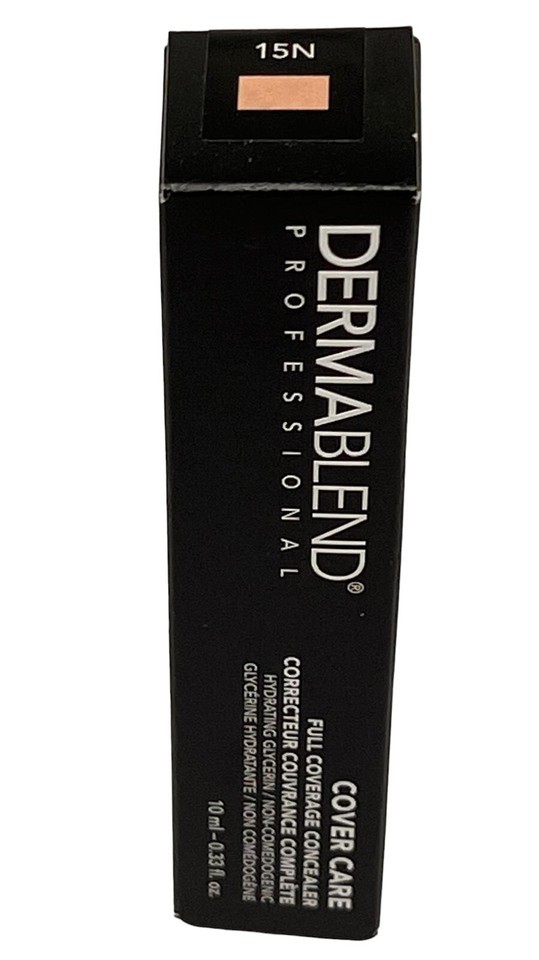 15N
DERMABLEND®
PROFESSIONAL
COVER CARE
FULL COVERAGE CONCEALER
CORRECTEUR COUVRANCE COMPLÈTE
HYDRATING GLYCERIN / NON-COMEDOGENIC
GLYCÉRINE HYDRATANTE / NON COMÉDOGÈNE
10 ml - 0.33 fl. oz.